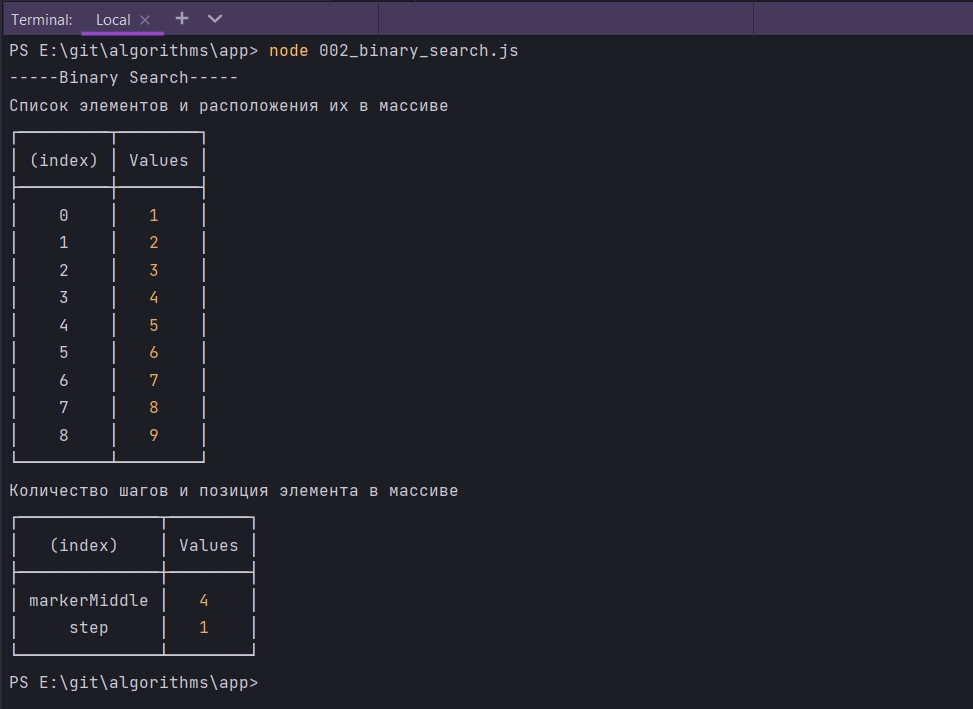 Terminal: Local
PS E:\git\algorithms\app> node 002_binary_search.js
-----Binary Search-----
Список элементов и расположения их в массиве
(index) Values
0 1
1 2
2 3
3 4
4 5
5 6
6 7
7 8
8 9
Количество шагов и позиция элемента в массиве
(index) Values
markerMiddle 4
step 1
PS E:\git\algorithms\app>